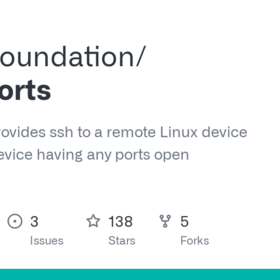 oundation/
orts
ovides ssh to a remote Linux device
evice having any ports open
3 138 5
Issues Stars Forks